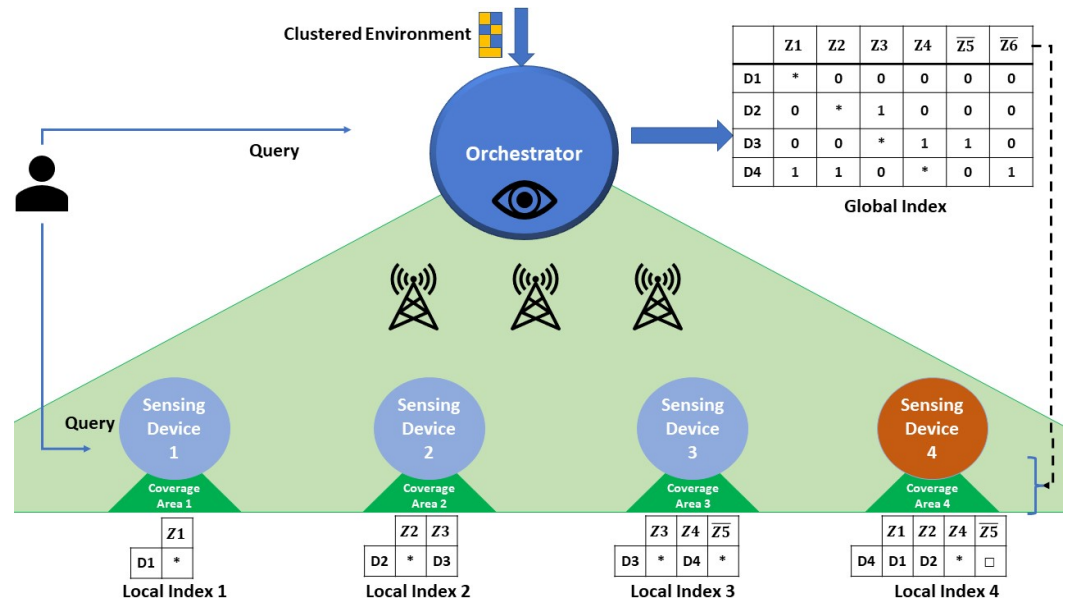 Clustered Environment
Z1 Z2 Z3 Z4 Z̅5̅ Z̅6̅
D1 * 0 0 0 0 0
D2 0 * 1 0 0 0
D3 0 0 * 1 1 0
D4 1 1 0 * 0 1
Global Index
Orchestrator
Query
Query
Sensing
Device
1
Sensing
Device
2
Sensing
Device
3
Sensing
Device
4
Coverage
Area 1
Coverage
Area 2
Coverage
Area 3
Coverage
Area 4
Z1
D1 *
Local Index 1
Z2 Z3
D2 * D3
Local Index 2
Z3 Z4 Z̅5̅
D3 * D4 *
Local Index 3
Z1 Z2 Z4 Z̅5̅
D4 D1 D2 * □
Local Index 4